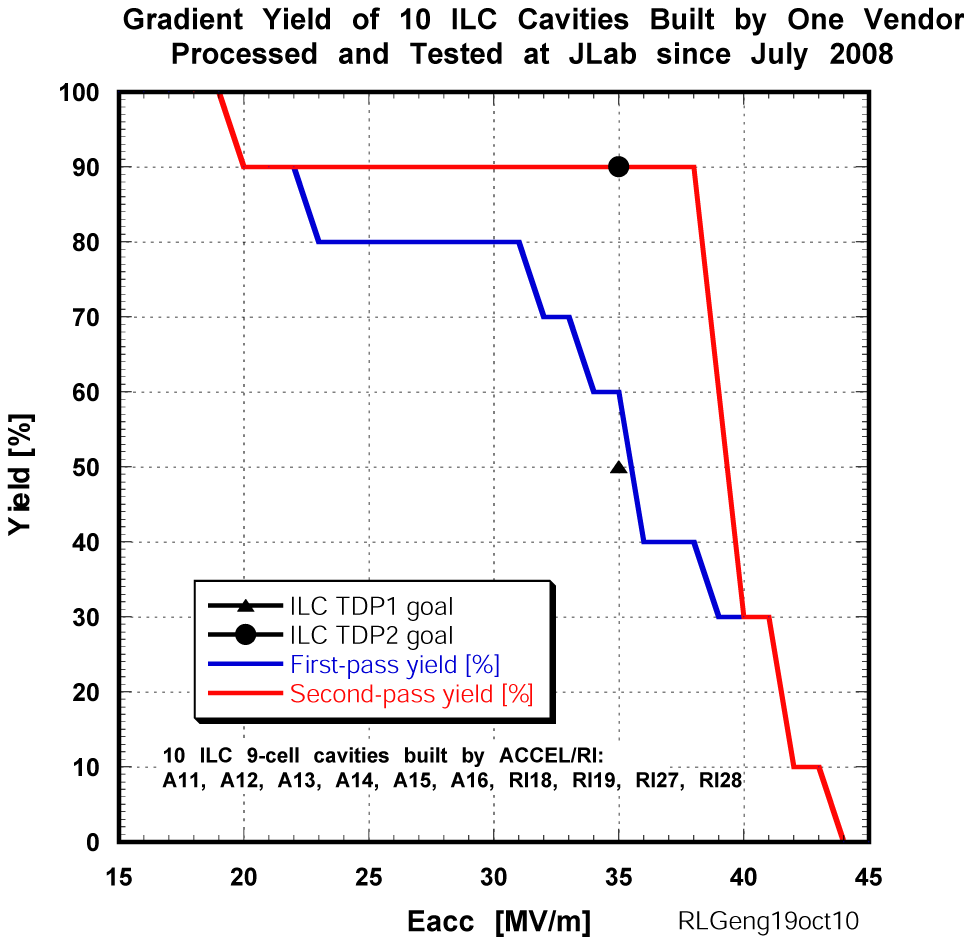 Gradient Yield of 10 ILC Cavities Built by One Vendor
Processed and Tested at JLab since July 2008
100
90
80
70
60
50
40
30
20
10
0
Yield [%]
ILC TDP1 goal
ILC TDP2 goal
First-pass yield [%]
Second-pass yield [%]
10 ILC 9-cell cavities built by ACCEL/RI:
A11, A12, A13, A14, A15, A16, RI18, RI19, RI27, RI28
15 20 25 30 35 40 45
Eacc [MV/m]
RLGeng19oct10